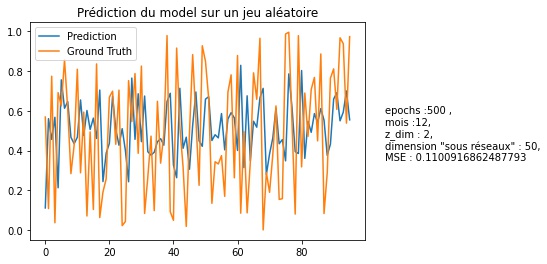 Prédiction du model sur un jeu aléatoire
Prediction
Ground Truth
1.0
0.8
0.6
0.4
0.2
0.0
0
20
40
60
80
epochs :500 ,
mois :12,
z_dim : 2,
dimension "sous réseaux" : 50,
MSE : 0.1100916862487793